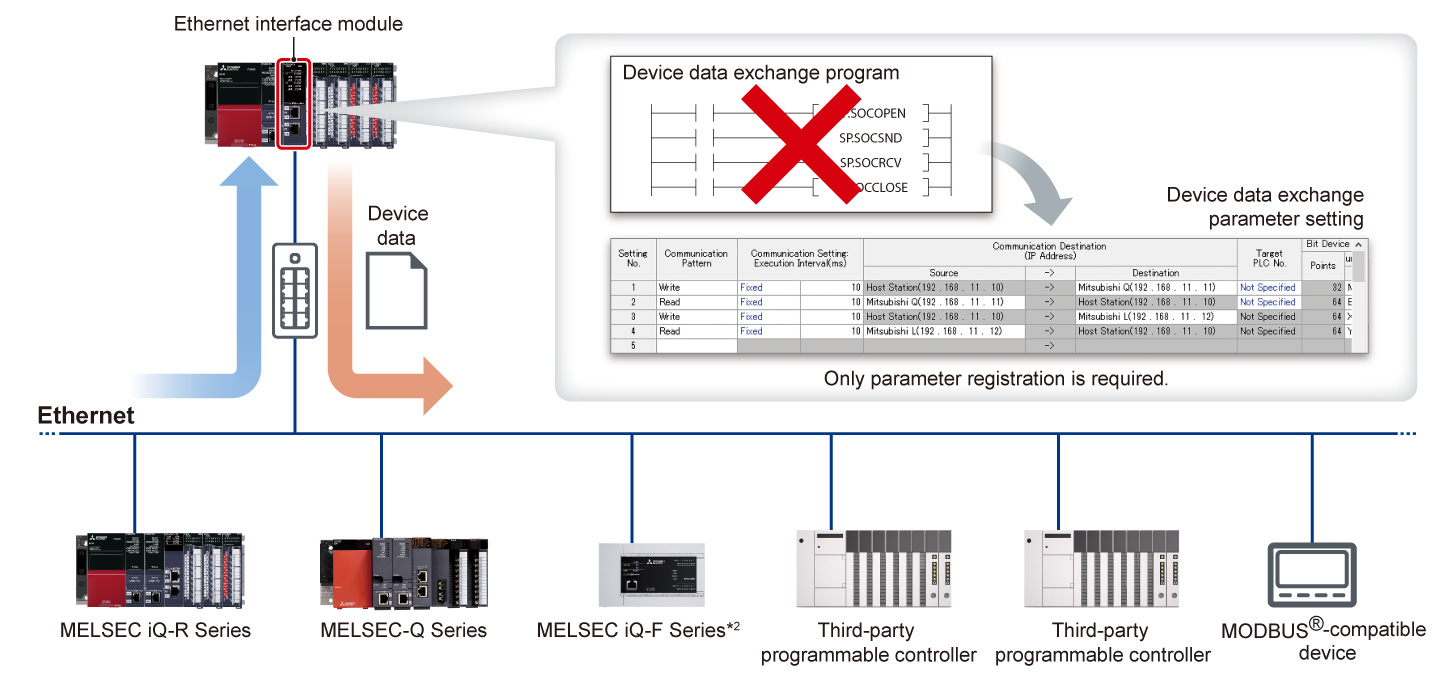 Ethernet interface module
Device data exchange program
SP.SOCSND
SP.SOCRCV
Device data exchange
parameter setting
Device
data
Setting
No.
Communication
Pattern
Communication Setting:
Execution Interval(ms)
Communication Destination
(IP Address)
Source
->
Destination
Target
PLC No.
Bit Device
Points
1 Write Fixed 10 Host Station(192 . 168 . 11 . 10) -> Mitsubishi Q(192 . 168 . 11 . 11) Not Specified 32
2 Read Fixed 10 Mitsubishi Q(192 . 168 . 11 . 11) -> Host Station(192 . 168 . 11 . 10) Not Specified 64
3 Write Fixed 10 Host Station(192 . 168 . 11 . 10) -> Mitsubishi L(192 . 168 . 11 . 12) Not Specified 64
4 Read Fixed 10 Mitsubishi L(192 . 168 . 11 . 12) -> Host Station(192 . 168 . 11 . 10) Not Specified 64
5 ->
Only parameter registration is required.
Ethernet
MELSEC iQ-R Series
MELSEC-Q Series
MELSEC iQ-F Series*2
Third-party
programmable controller
Third-party
programmable controller
MODBUS®-compatible
device